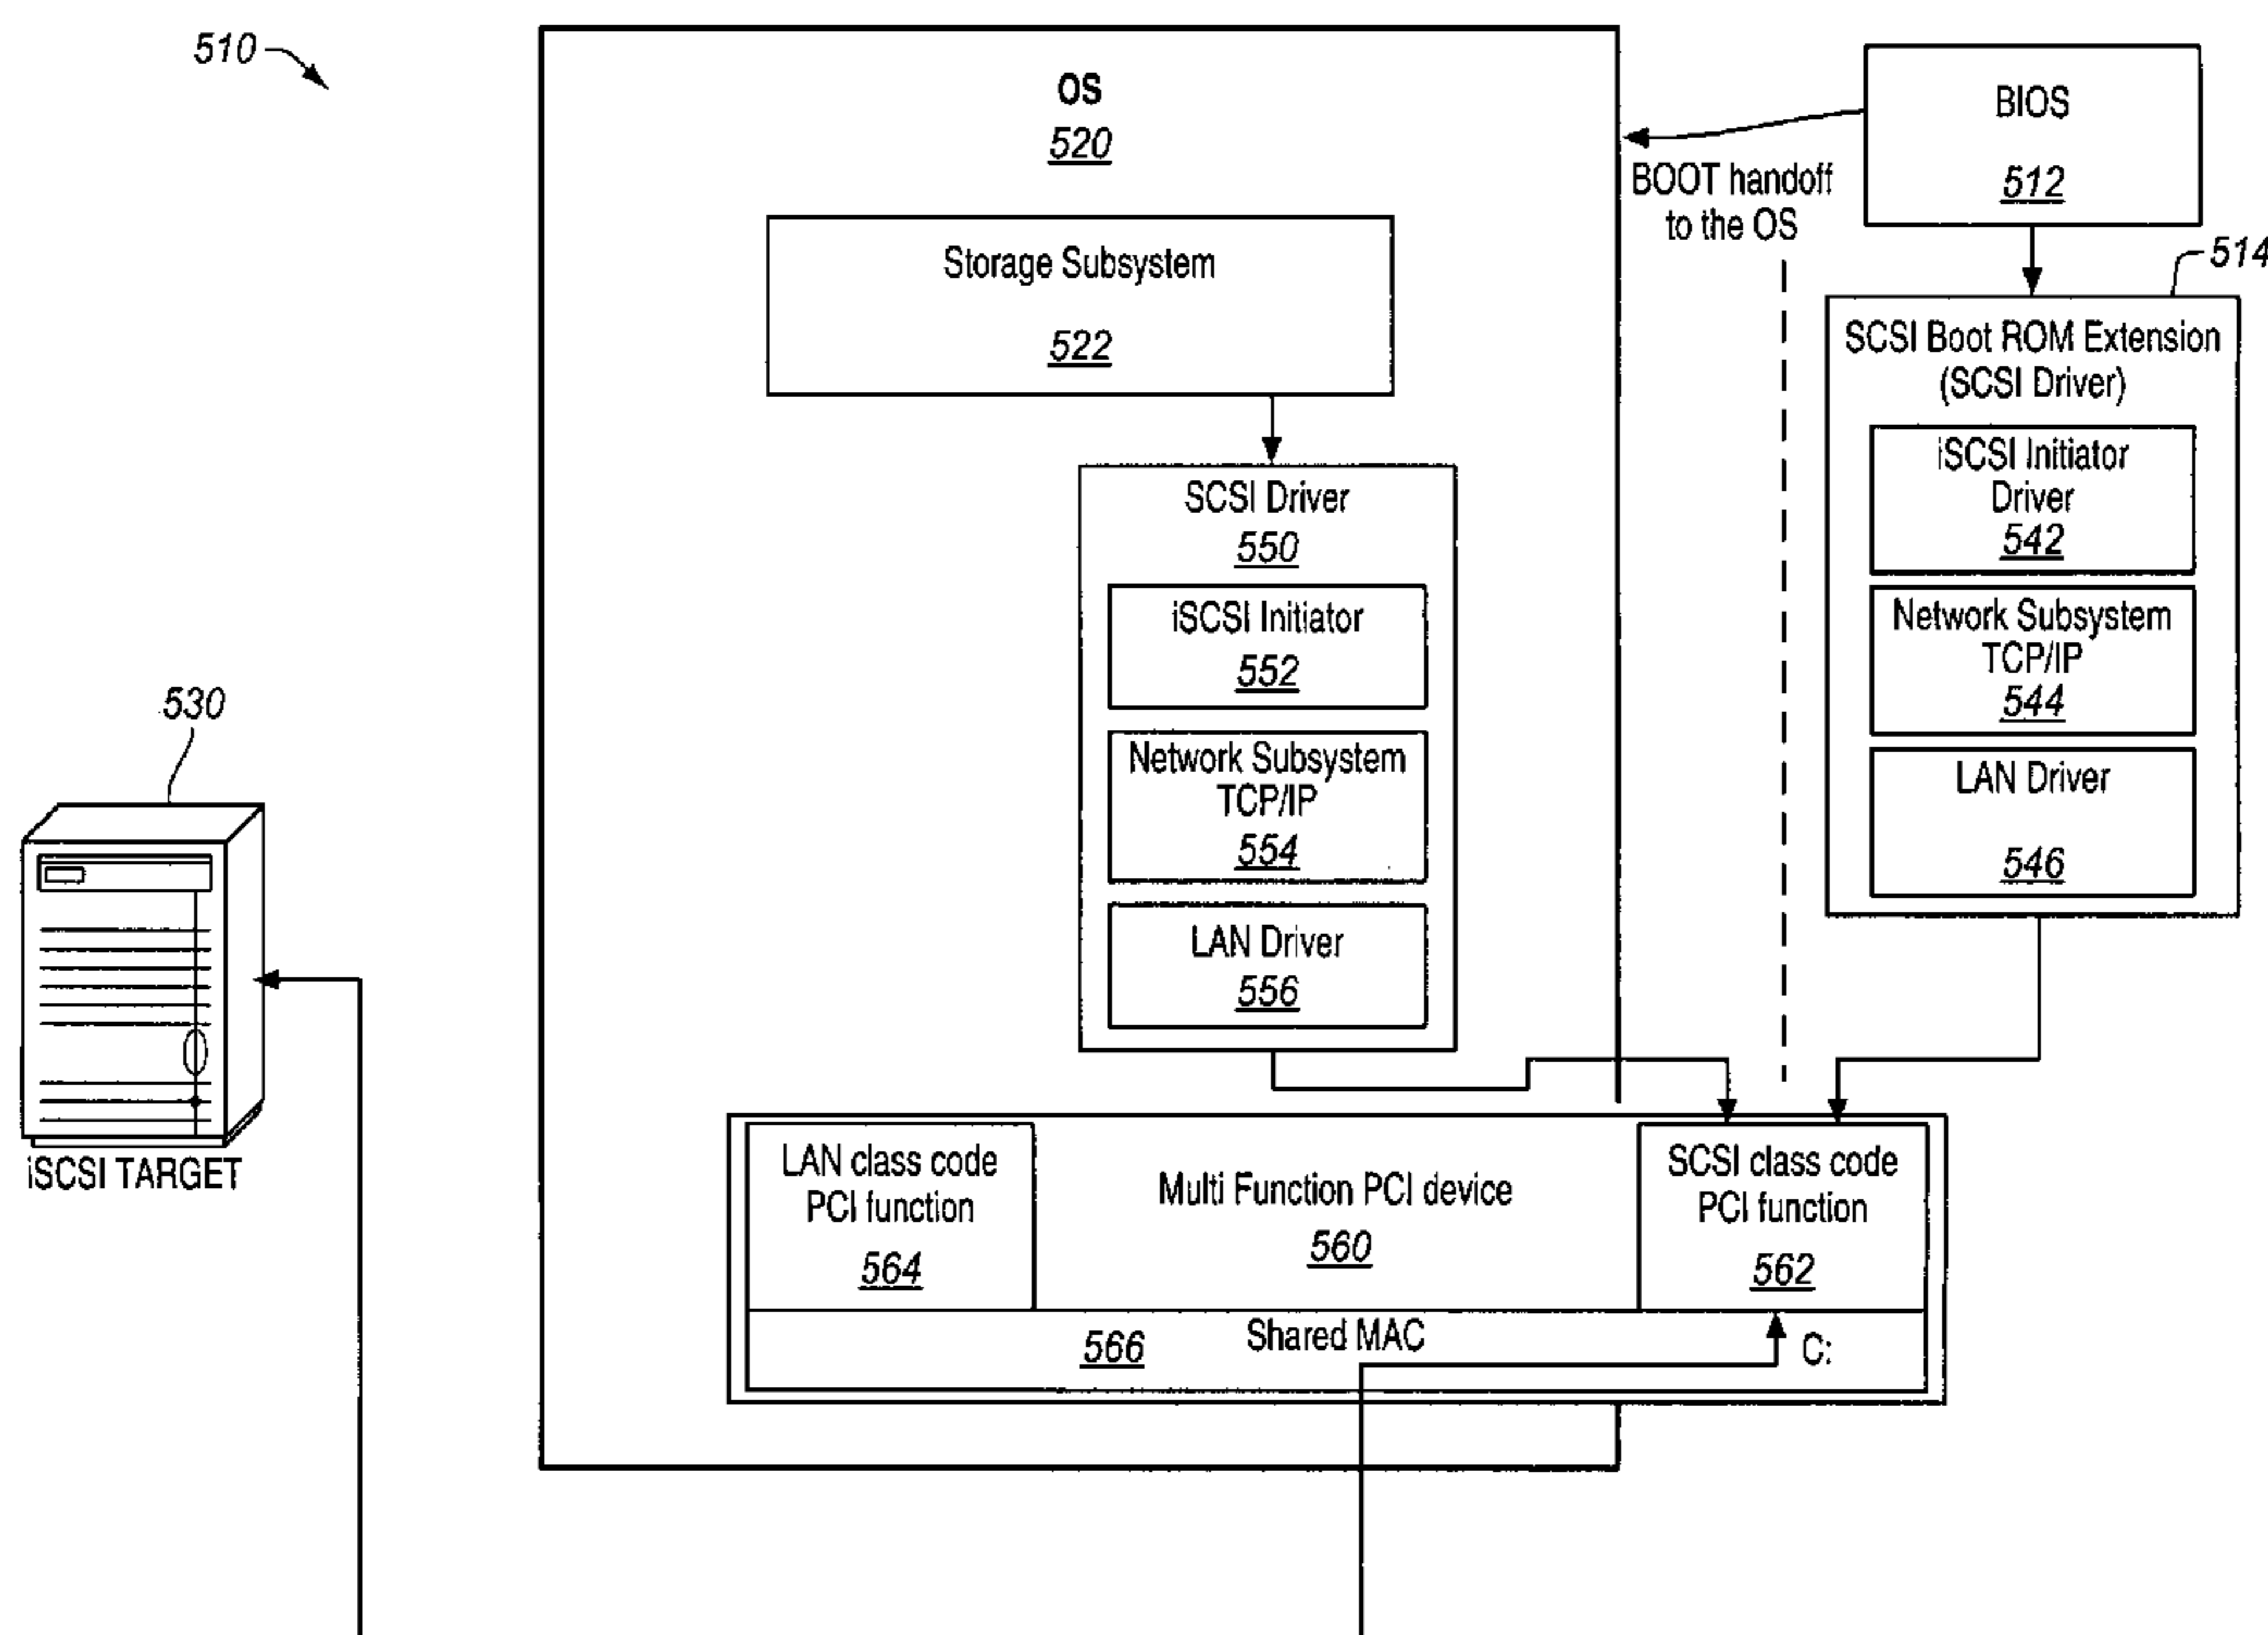 510
OS
520
BIOS
512
BOOT handoff
to the OS
Storage Subsystem
522
514
SCSI Boot ROM Extension
(SCSI Driver)
iSCSI Initiator
Driver
542
Network Subsystem
TCP/IP
544
LAN Driver
546
SCSI Driver
550
iSCSI Initiator
552
Network Subsystem
TCP/IP
554
LAN Driver
556
530
iSCSI TARGET
LAN class code
PCI function
564
Multi Function PCI device
560
SCSI class code
PCI function
562
Shared MAC
566
C: